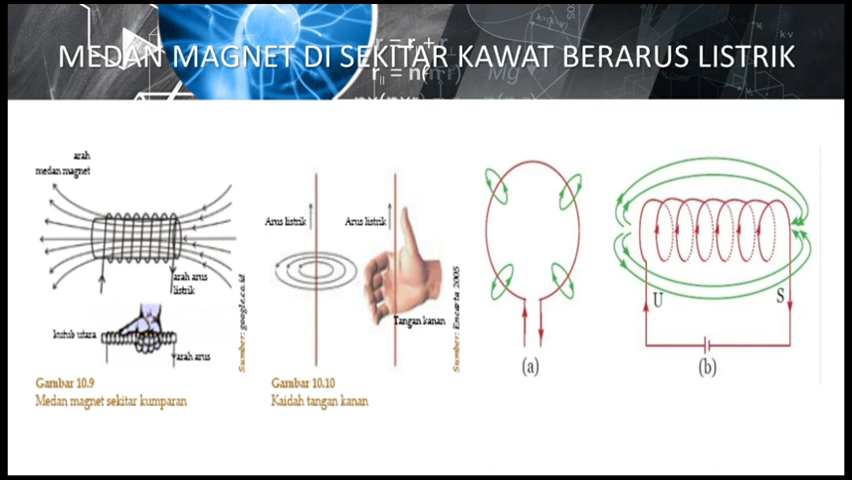 MEDAN MAGNET DI SEKITAR KAWAT BERARUS LISTRIK
arah
medan magnet
arah arus
listrik
kutub utara
arah arus
Sumber: google.co.id
Gambar 10.9
Medan magnet sekitar kumparan
Arus listrik
Arus listrik
Tangan kanan
Sumber: Encarta 2005
Gambar 10.10
Kaidah tangan kanan
(a)
U
S
(b)